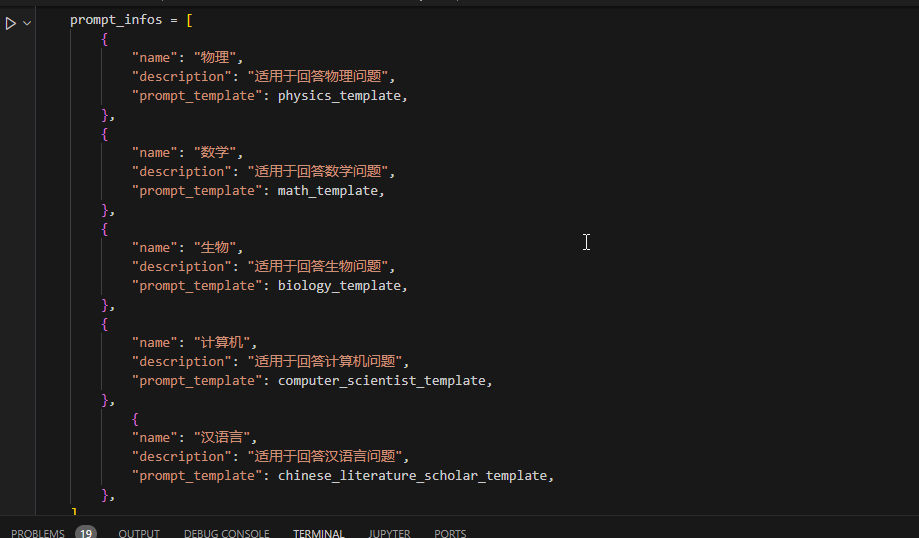 prompt_infos = [
    {
        "name": "物理",
        "description": "适用于回答物理问题",
        "prompt_template": physics_template,
    },
    {
        "name": "数学",
        "description": "适用于回答数学问题",
        "prompt_template": math_template,
    },
    {
        "name": "生物",
        "description": "适用于回答生物问题",
        "prompt_template": biology_template,
    },
    {
        "name": "计算机",
        "description": "适用于回答计算机问题",
        "prompt_template": computer_scientist_template,
    },
        {
        "name": "汉语言",
        "description": "适用于回答汉语言问题",
        "prompt_template": chinese_literature_scholar_template,
    },
]
PROBLEMS 19 OUTPUT DEBUG CONSOLE TERMINAL JUPYTER PORTS